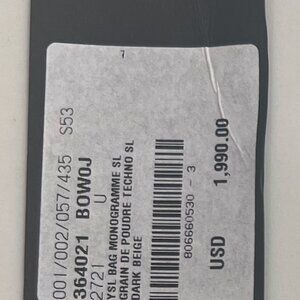 001/002/057/435 S53
364021 BOW0J
2721 U
YSL BAG MONOGRAMME SL
GRAIN DE POUDRE TECHNO SL
DARK BEIGE
806660530 - 3
USD 1,990.00